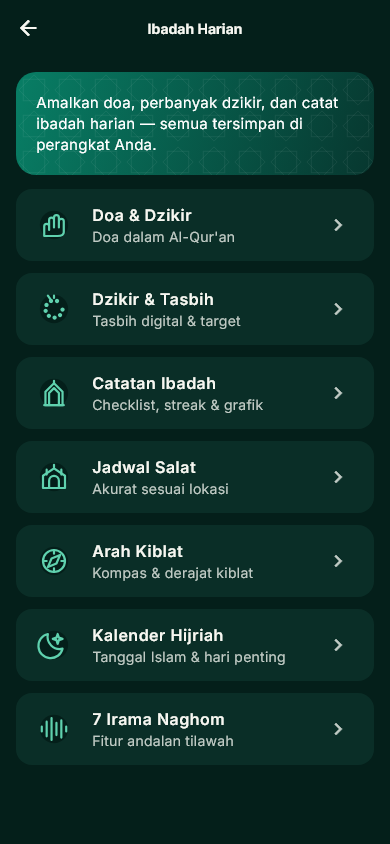 Ibadah Harian
Amalkan doa, perbanyak dzikir, dan catat
ibadah harian — semua tersimpan di
perangkat Anda.
Doa & Dzikir
Doa dalam Al-Qur'an
Dzikir & Tasbih
Tasbih digital & target
Catatan Ibadah
Checklist, streak & grafik
Jadwal Salat
Akurat sesuai lokasi
Arah Kiblat
Kompas & derajat kiblat
Kalender Hijriah
Tanggal Islam & hari penting
7 Irama Naghom
Fitur andalan tilawah